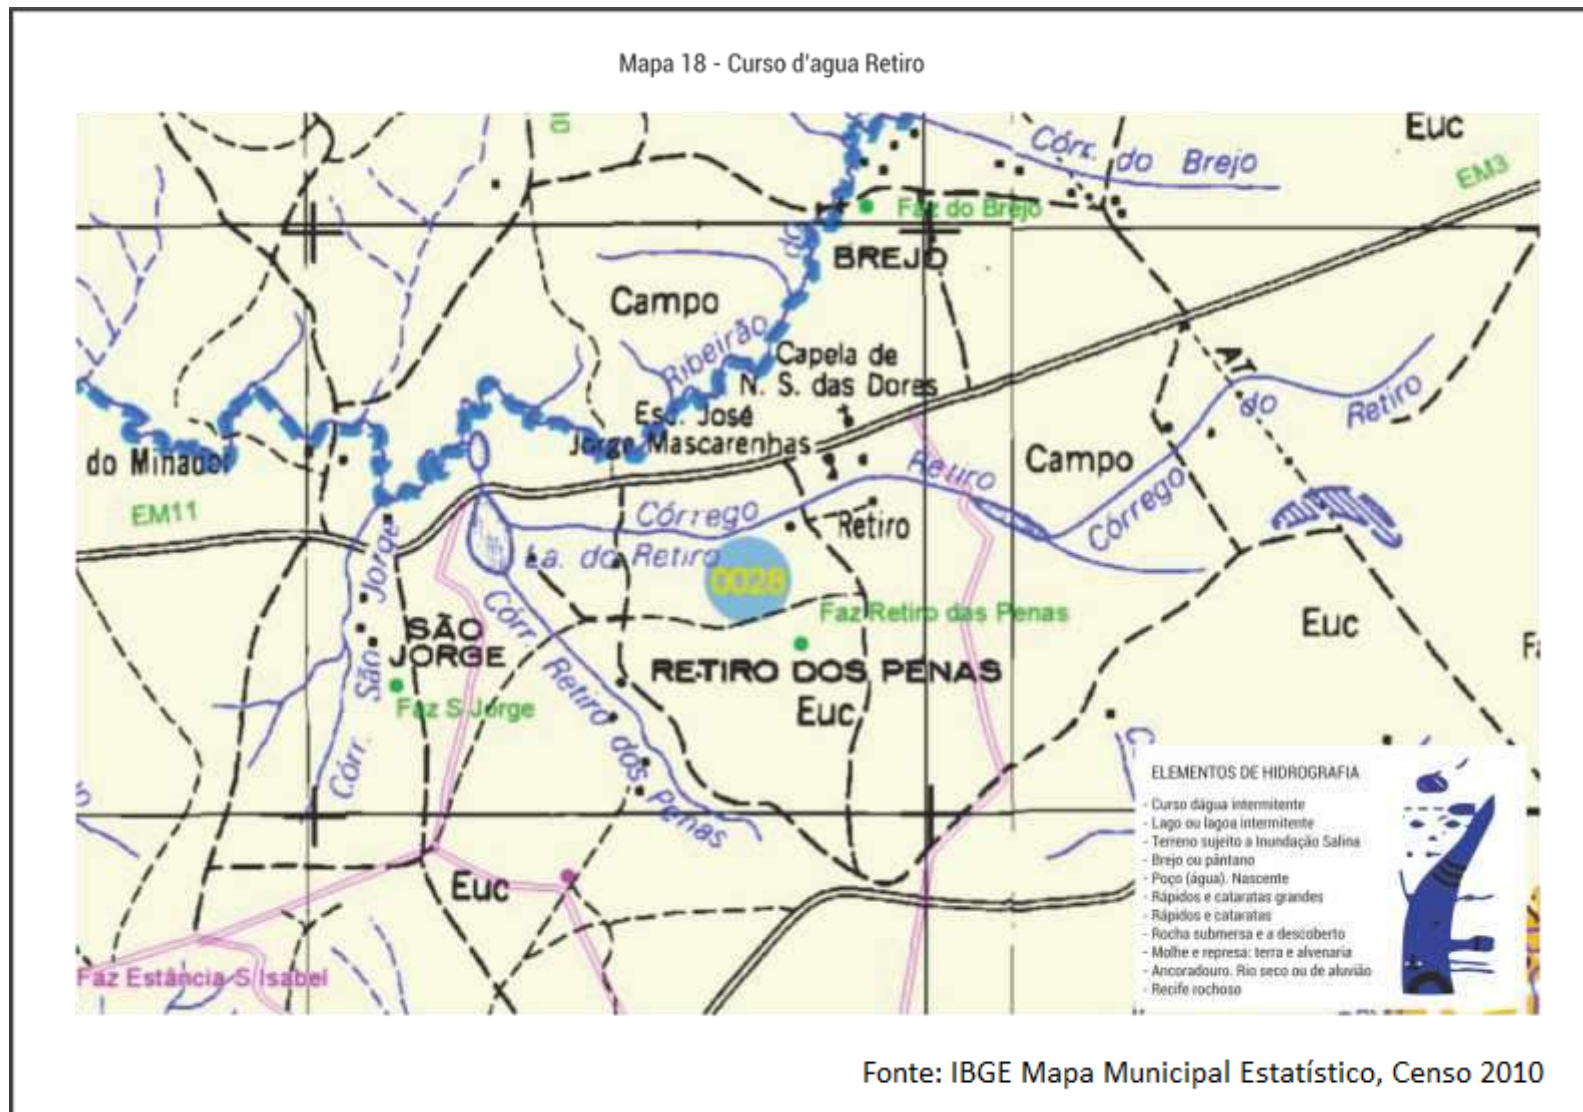 Mapa 18 - Curso d'agua Retiro
Euc
Córr. do Brejo
EM3
Faz do Brejo
BREJO
Campo
Ribeirão do
Capela de
N. S. das Dores
Esc. José
Jorge Mascarenhas
AT
Córrego do Retiro
do Minador
Campo
EM11
Córrego Retiro
Retiro
La. do Retiro
0028
Córr. São Jorge
SÃO
JORGE
Faz S Jorge
Córr. Retiro dos Penas
Faz Retiro das Penas
RETIRO DOS PENAS
Euc
Euc
Euc
Faz Estância S Isabel
ELEMENTOS DE HIDROGRAFIA
- Curso dágua intermitente
- Lago ou lagoa intermitente
- Terreno sujeito a Inundação Salina
- Brejo ou pântano
- Poço (água). Nascente
- Rápidos e cataratas grandes
- Rápidos e cataratas
- Rocha submersa e a descoberto
- Molhe e represa: terra e alvenaria
- Ancoradouro. Rio seco ou de aluvião
- Recife rochoso
Fonte: IBGE Mapa Municipal Estatístico, Censo 2010